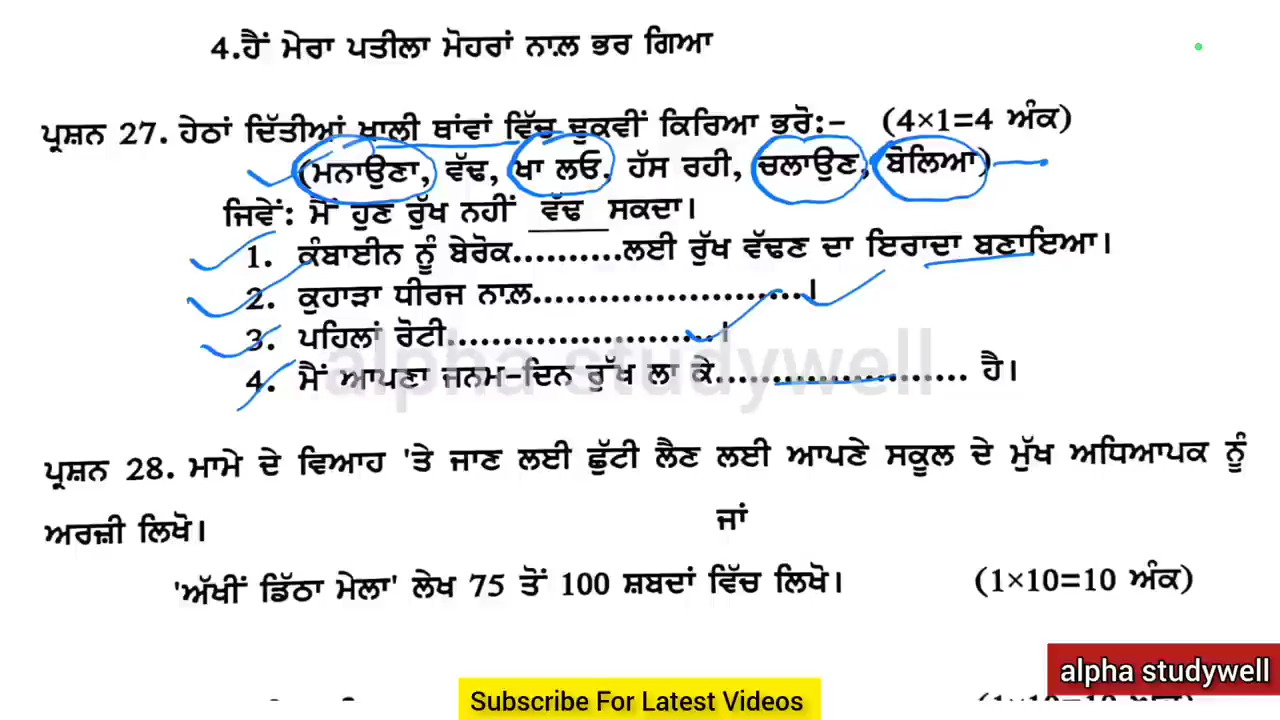 4.ਹੈਂ ਮੇਰਾ ਪਤੀਲਾ ਮੋਹਰਾਂ ਨਾਲ਼ ਭਰ ਗਿਆ
ਪ੍ਰਸ਼ਨ 27. ਹੇਠਾਂ ਦਿੱਤੀਆਂ ਖ਼ਾਲੀ ਥਾਂਵਾਂ ਵਿੱਚ ਢੁਕਵੀਂ ਕਿਰਿਆ ਭਰੋ:- (4×1=4 ਅੰਕ)
(ਮਨਾਉਣਾ, ਵੱਢ, ਖਾ ਲਓ, ਹੱਸ ਰਹੀ, ਚਲਾਉਣ, ਬੋਲਿਆ)
ਜਿਵੇਂ: ਮੈਂ ਹੁਣ ਰੁੱਖ ਨਹੀਂ ਵੱਢ ਸਕਦਾ।
1. ਕੰਬਾਈਨ ਨੂੰ ਬੇਰੋਕ..........ਲਈ ਰੁੱਖ ਵੱਢਣ ਦਾ ਇਰਾਦਾ ਬਣਾਇਆ।
2. ਕੁਹਾੜਾ ਧੀਰਜ ਨਾਲ਼........................।
3. ਪਹਿਲਾਂ ਰੋਟੀ........................।
4. ਮੈਂ ਆਪਣਾ ਜਨਮ-ਦਿਨ ਰੁੱਖ ਲਾ ਕੇ...................... ਹੈ।
alpha studywell
ਪ੍ਰਸ਼ਨ 28. ਮਾਮੇ ਦੇ ਵਿਆਹ 'ਤੇ ਜਾਣ ਲਈ ਛੁੱਟੀ ਲੈਣ ਲਈ ਆਪਣੇ ਸਕੂਲ ਦੇ ਮੁੱਖ ਅਧਿਆਪਕ ਨੂੰ
ਅਰਜ਼ੀ ਲਿਖੋ।
ਜਾਂ
'ਅੱਖੀਂ ਡਿੱਠਾ ਮੇਲਾ' ਲੇਖ 75 ਤੋਂ 100 ਸ਼ਬਦਾਂ ਵਿੱਚ ਲਿਖੋ। (1×10=10 ਅੰਕ)
alpha studywell
Subscribe For Latest Videos